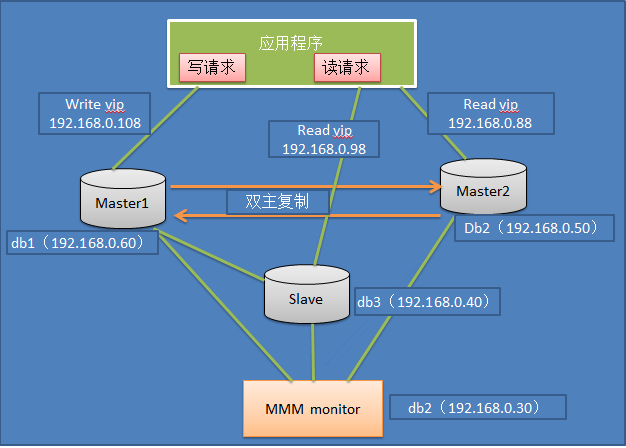 应用程序
写请求
读请求
Write vip
192.168.0.108
Read vip
192.168.0.98
Read vip
192.168.0.88
Master1
双主复制
Master2
db1（192.168.0.60）
Db2（192.168.0.50）
Slave
db3（192.168.0.40）
MMM monitor
db2（192.168.0.30）